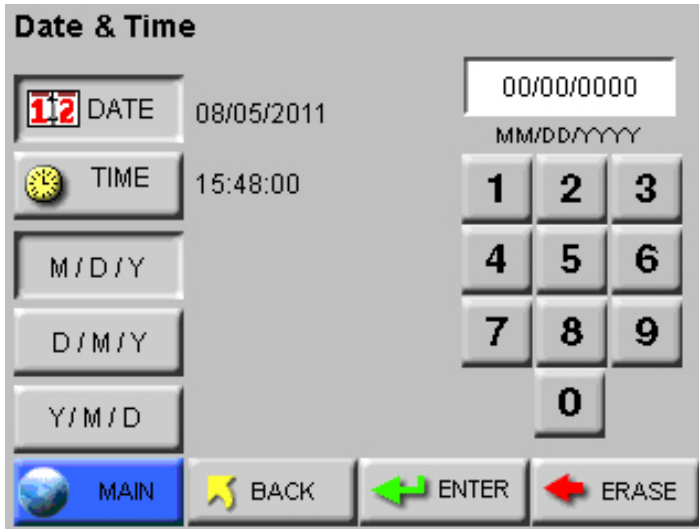 Date & Time
12 DATE 08/05/2011
00/00/0000
MM/DD/YYYY
TIME 15:48:00
1 2 3
M / D / Y
4 5 6
D / M / Y
7 8 9
Y / M / D
0
MAIN BACK ENTER ERASE